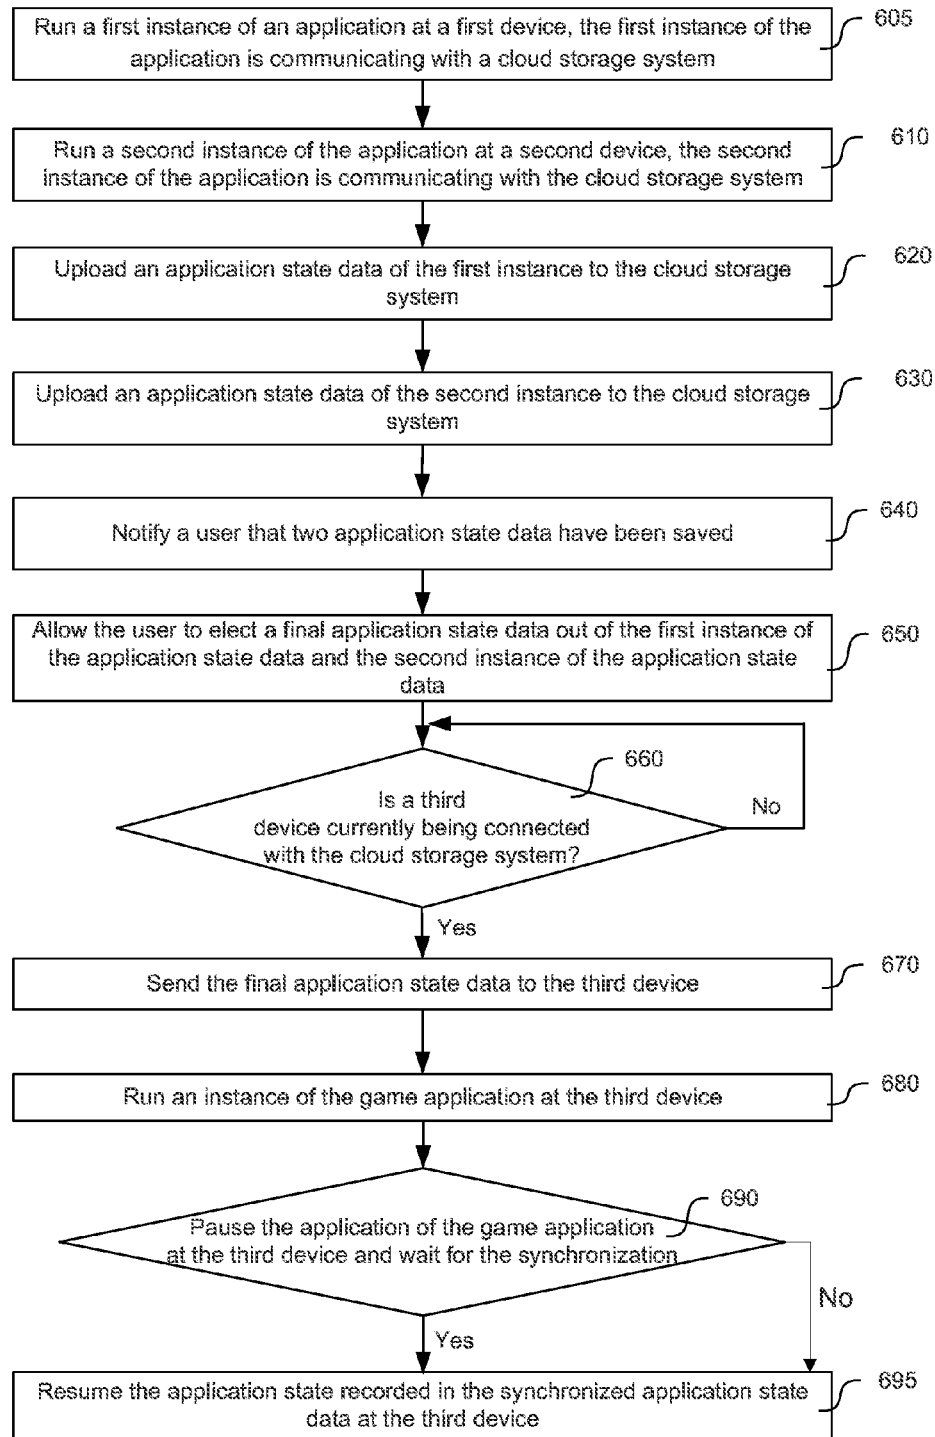 Run a first instance of an application at a first device, the first instance of the
application is communicating with a cloud storage system
605
Run a second instance of the application at a second device, the second
instance of the application is communicating with the cloud storage system
610
Upload an application state data of the first instance to the cloud storage
system
620
Upload an application state data of the second instance to the cloud storage
system
630
Notify a user that two application state data have been saved
640
Allow the user to elect a final application state data out of the first instance of
the application state data and the second instance of the application state
data
650
660
Is a third
device currently being connected
with the cloud storage system?
No
Yes
Send the final application state data to the third device
670
Run an instance of the game application at the third device
680
690
Pause the application of the game application
at the third device and wait for the synchronization
No
Yes
Resume the application state recorded in the synchronized application state
data at the third device
695